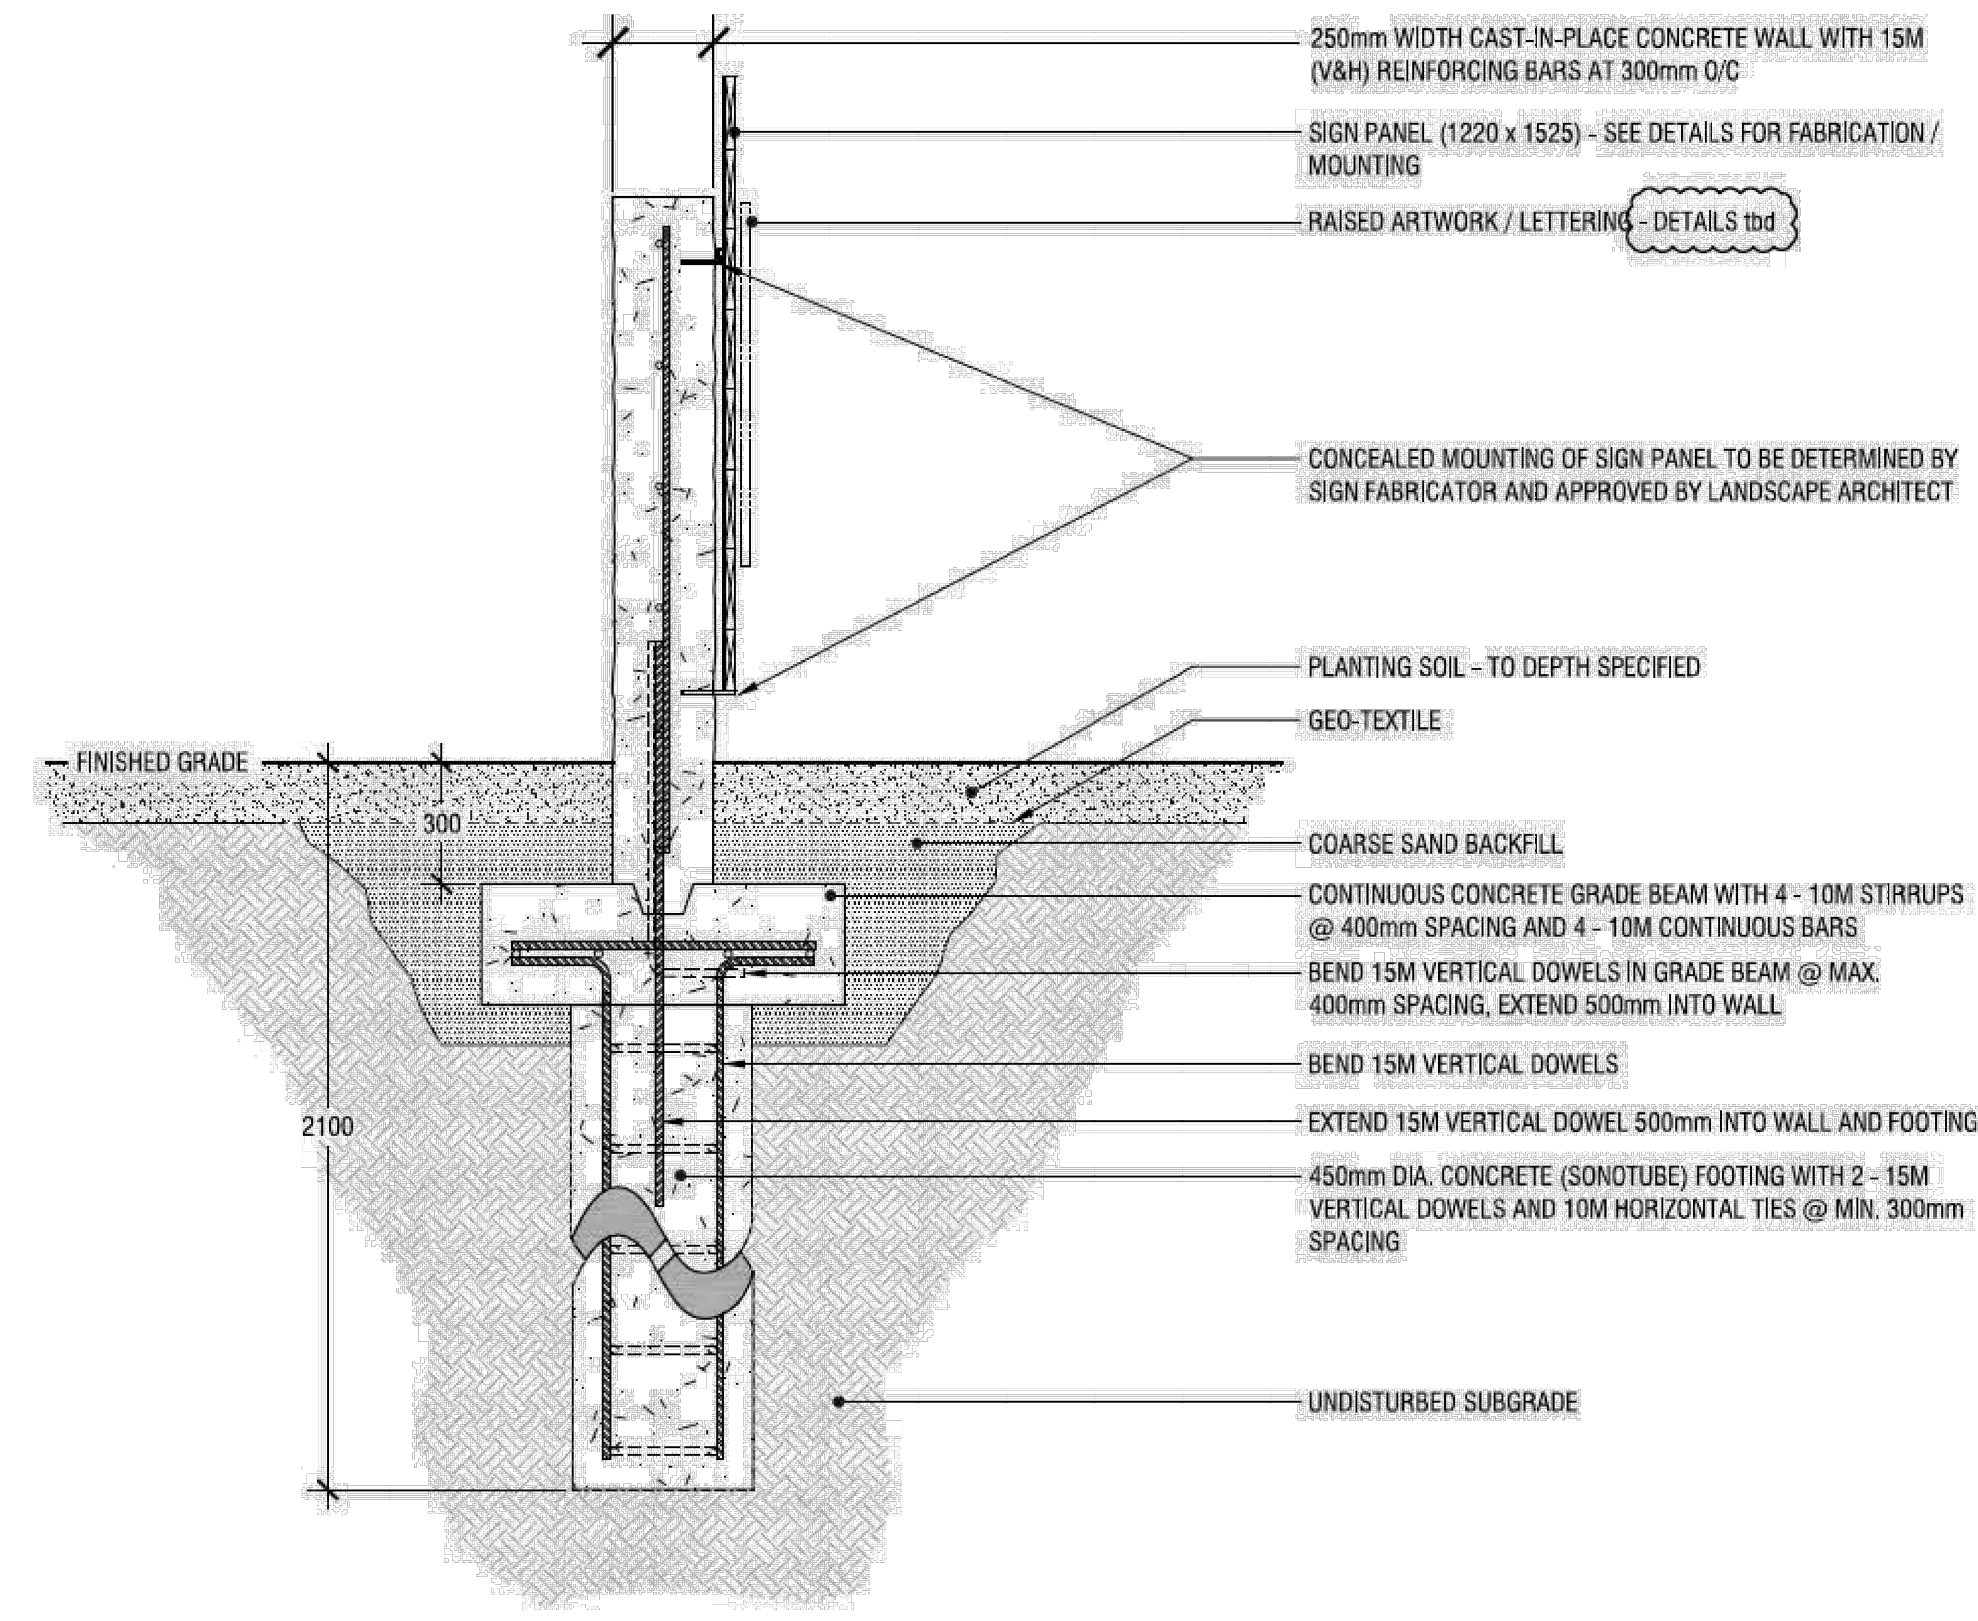 250mm WIDTH CAST-IN-PLACE CONCRETE WALL WITH 15M
(V&H) REINFORCING BARS AT 300mm O/C
SIGN PANEL (1220 x 1525) - SEE DETAILS FOR FABRICATION /
MOUNTING
RAISED ARTWORK / LETTERING - DETAILS tbd
CONCEALED MOUNTING OF SIGN PANEL TO BE DETERMINED BY
SIGN FABRICATOR AND APPROVED BY LANDSCAPE ARCHITECT
PLANTING SOIL - TO DEPTH SPECIFIED
GEO-TEXTILE
FINISHED GRADE
300
COARSE SAND BACKFILL
CONTINUOUS CONCRETE GRADE BEAM WITH 4 - 10M STIRRUPS
@ 400mm SPACING AND 4 - 10M CONTINUOUS BARS
BEND 15M VERTICAL DOWELS IN GRADE BEAM @ MAX.
400mm SPACING, EXTEND 500mm INTO WALL
BEND 15M VERTICAL DOWELS
2100
EXTEND 15M VERTICAL DOWEL 500mm INTO WALL AND FOOTING
450mm DIA. CONCRETE (SONOTUBE) FOOTING WITH 2 - 15M
VERTICAL DOWELS AND 10M HORIZONTAL TIES @ MIN. 300mm
SPACING
UNDISTURBED SUBGRADE